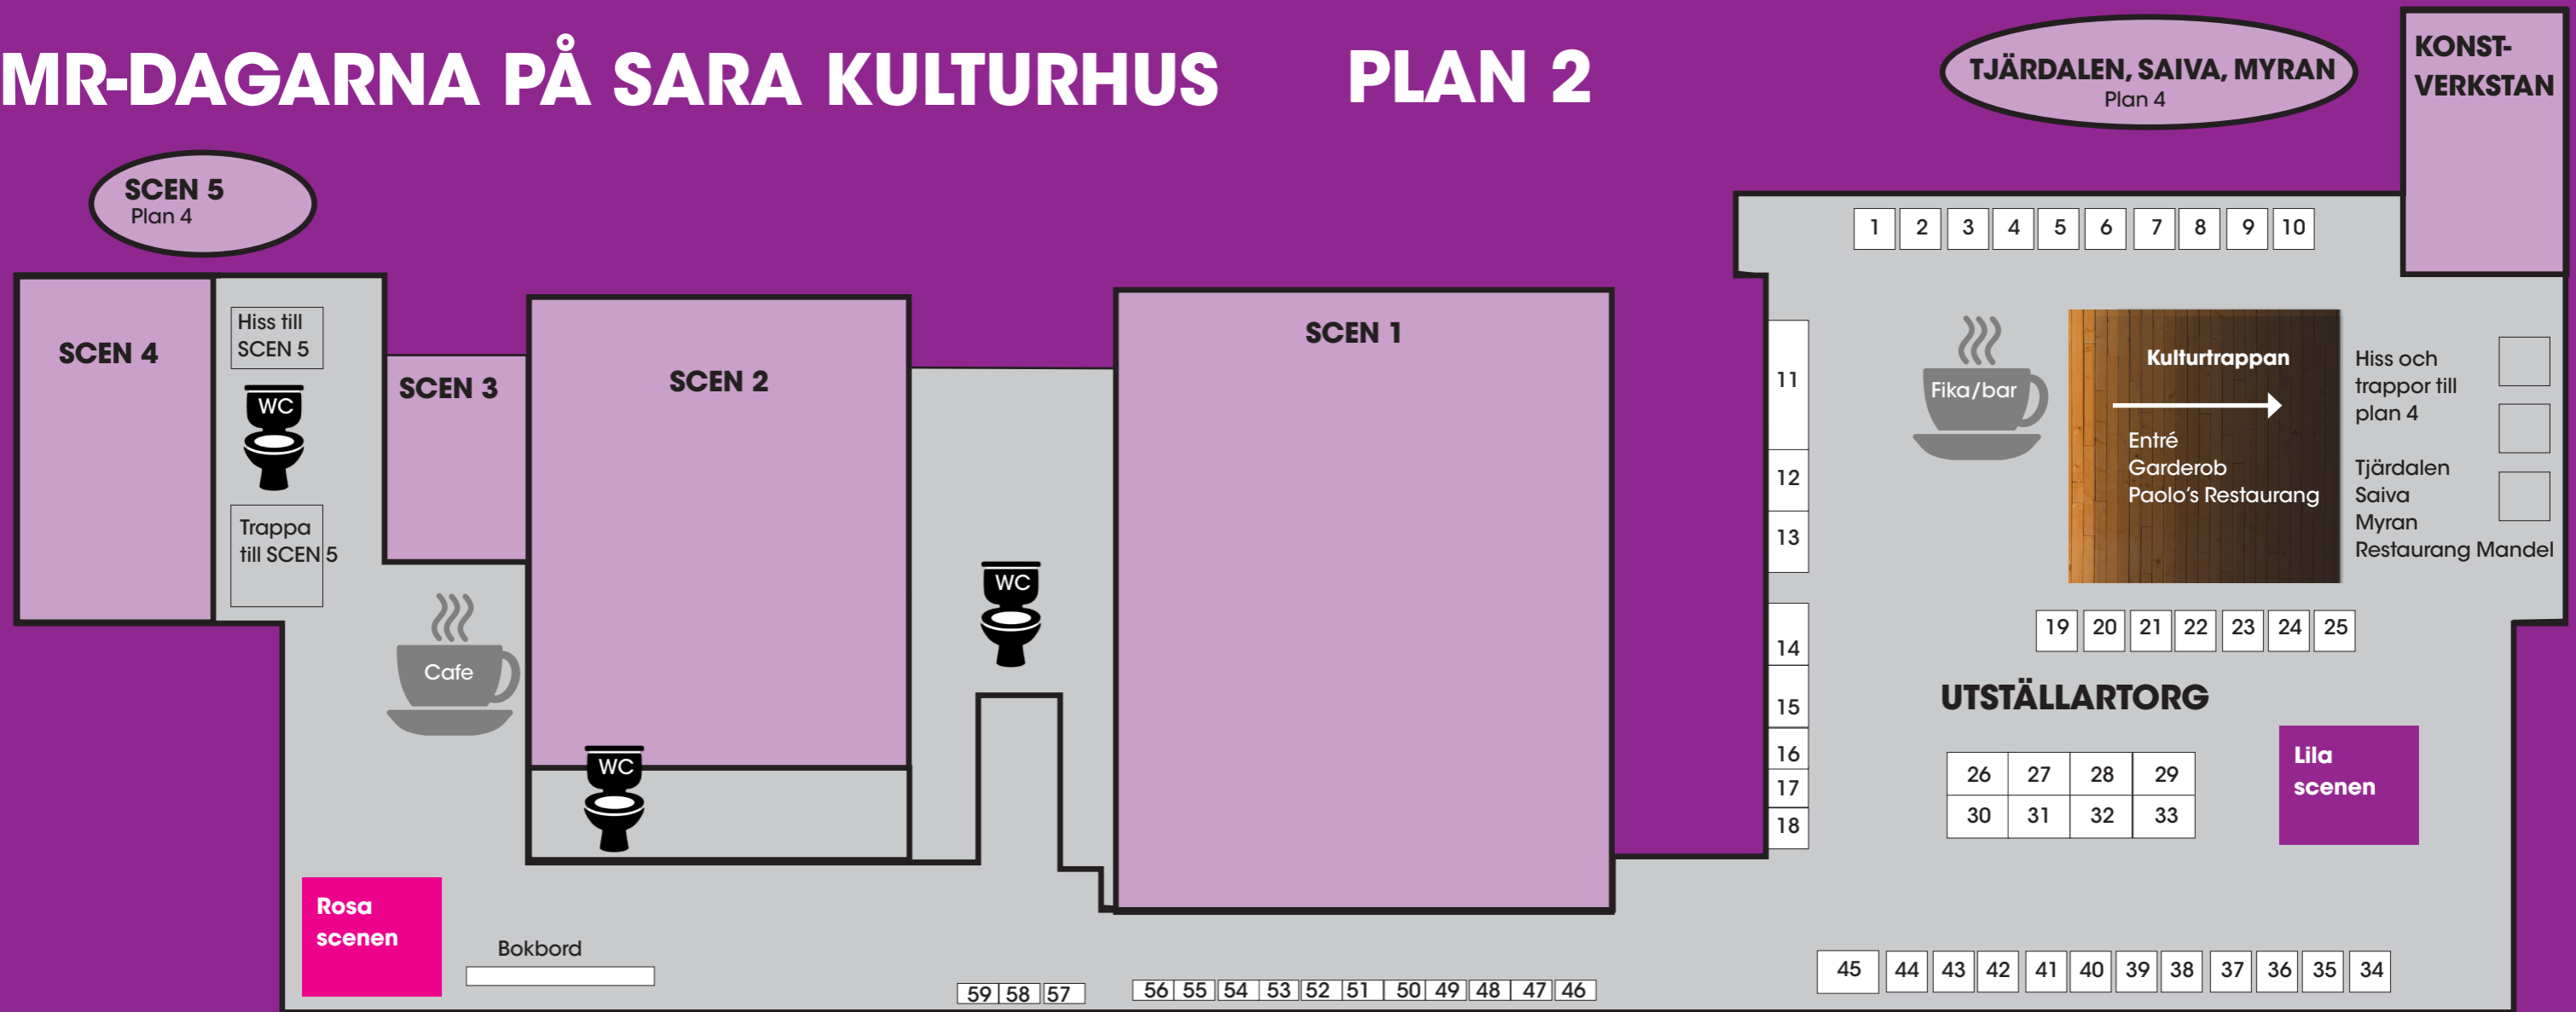 MR-DAGARNA PÅ SARA KULTURHUS PLAN 2
TJÄRDALEN, SAIVA, MYRAN
Plan 4
KONST-
VERKSTAN
SCEN 5
Plan 4
SCEN 4
Hiss till
SCEN 5
WC
Trappa
till SCEN 5
SCEN 3
Cafe
SCEN 2
WC
WC
SCEN 1
1 2 3 4 5 6 7 8 9 10
11
12
13
14
15
16
17
18
Fika/bar
Kulturtrappan
Entré
Garderob
Paolo's Restaurang
Hiss och
trappor till
plan 4
Tjärdalen
Saiva
Myran
Restaurang Mandel
19 20 21 22 23 24 25
UTSTÄLLARTORG
26 27 28 29
30 31 32 33
Lila
scenen
Rosa
scenen
Bokbord
59 58 57
56 55 54 53 52 51 50 49 48 47 46
45 44 43 42 41 40 39 38 37 36 35 34